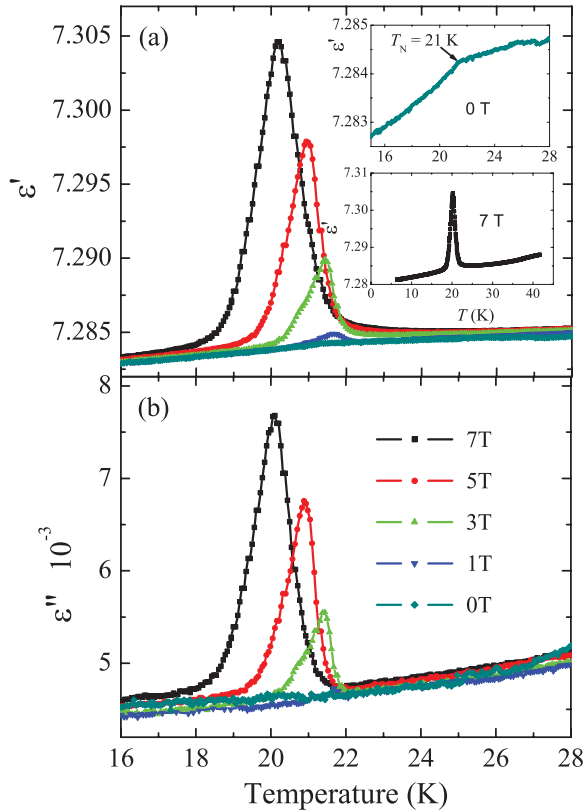 (a)
7.305
7.300
7.295
7.290
7.285
ε'
ε'
7.285
7.284
7.283
T_N = 21 K
0 T
16 20 24 28
ε'
7.31
7.30
7.29
7.28
7 T
0 10 20 30 40
T (K)
(b)
8
7
6
5
ε" 10⁻³
7T
5T
3T
1T
0T
16 18 20 22 24 26 28
Temperature (K)